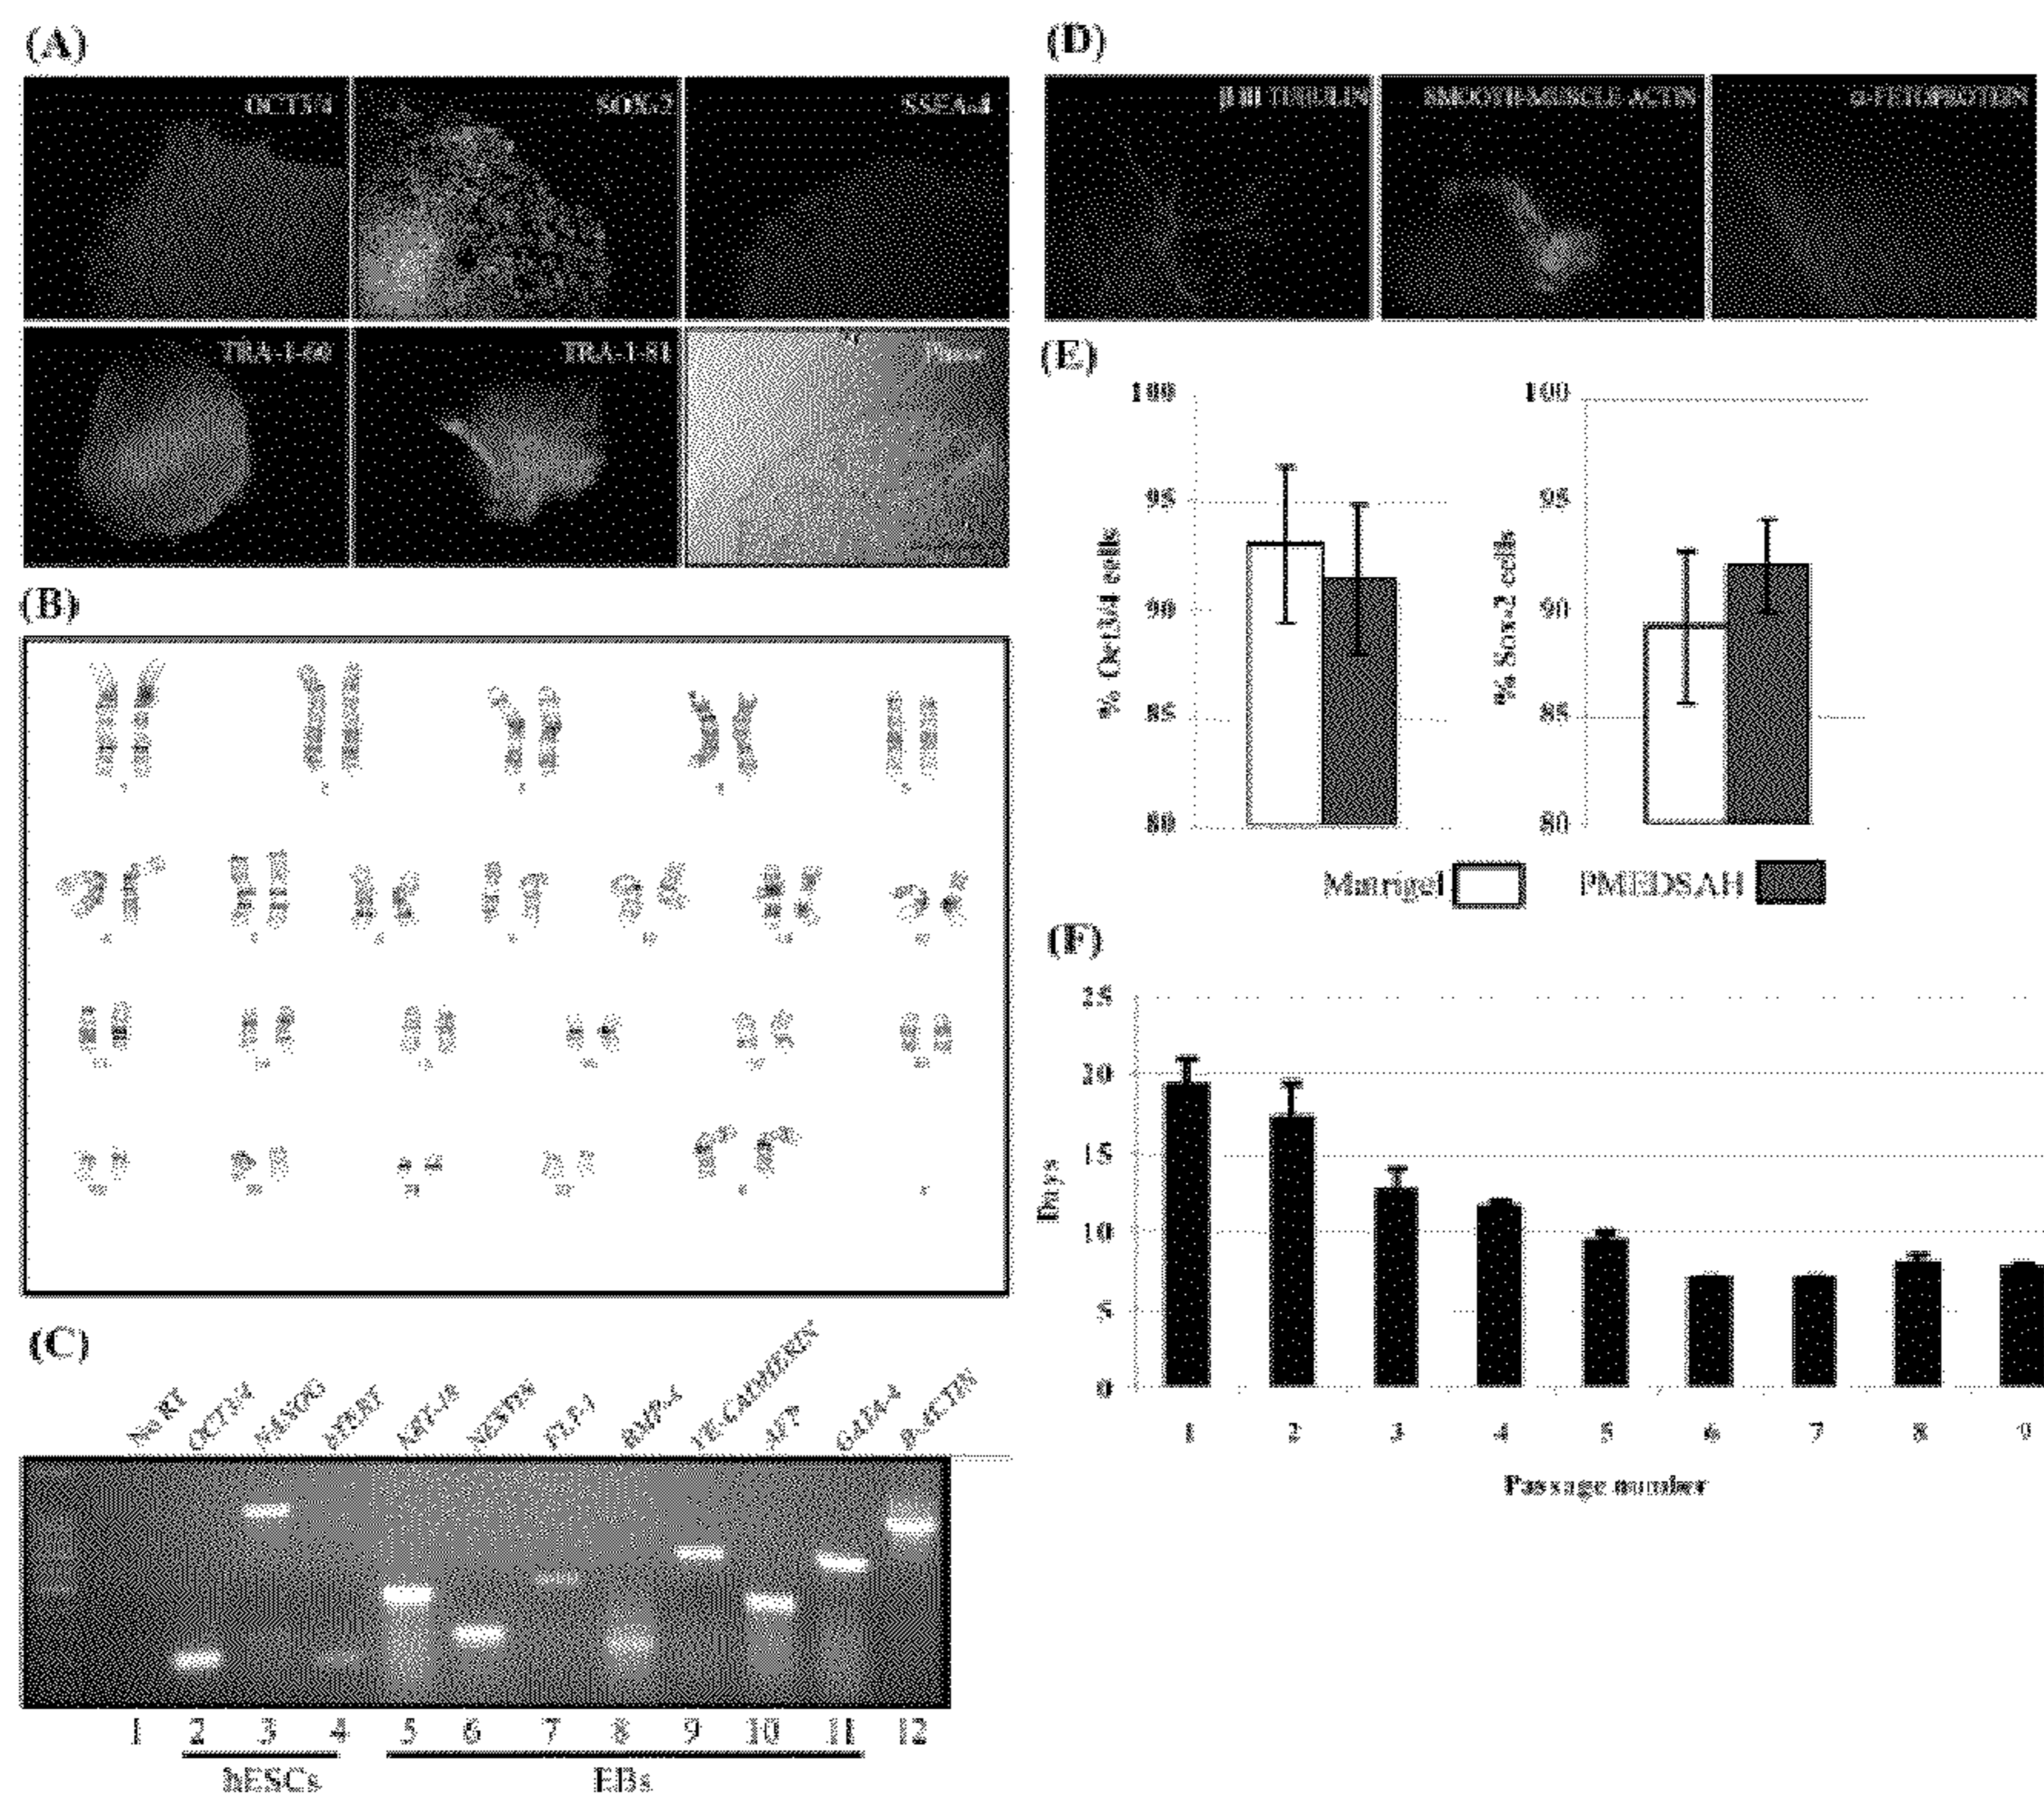 (A)
OCT3/4
SOX-2
SSEA-4
TRA-1-60
TRA-1-81
Phase
(B)
(C)
No RT
OCT3/4
NANOG
hTERT
KRT-18
NESTIN
FLT-1
BMP-4
VE-CADHERIN
AFP
GATA-4
B-ACTIN
1 2 3 4 5 6 7 8 9 10 11 12
hESCs EBs
(D)
β III TUBULIN
SMOOTH-MUSCLE ACTIN
α-FETOPROTEIN
(E)
% Oct3/4 cells
100
95
90
85
80
% Sox-2 cells
100
95
90
85
80
Matrigel PMEDSAH
(F)
Days
25
20
15
10
5
0
1 2 3 4 5 6 7 8 9
Passage number